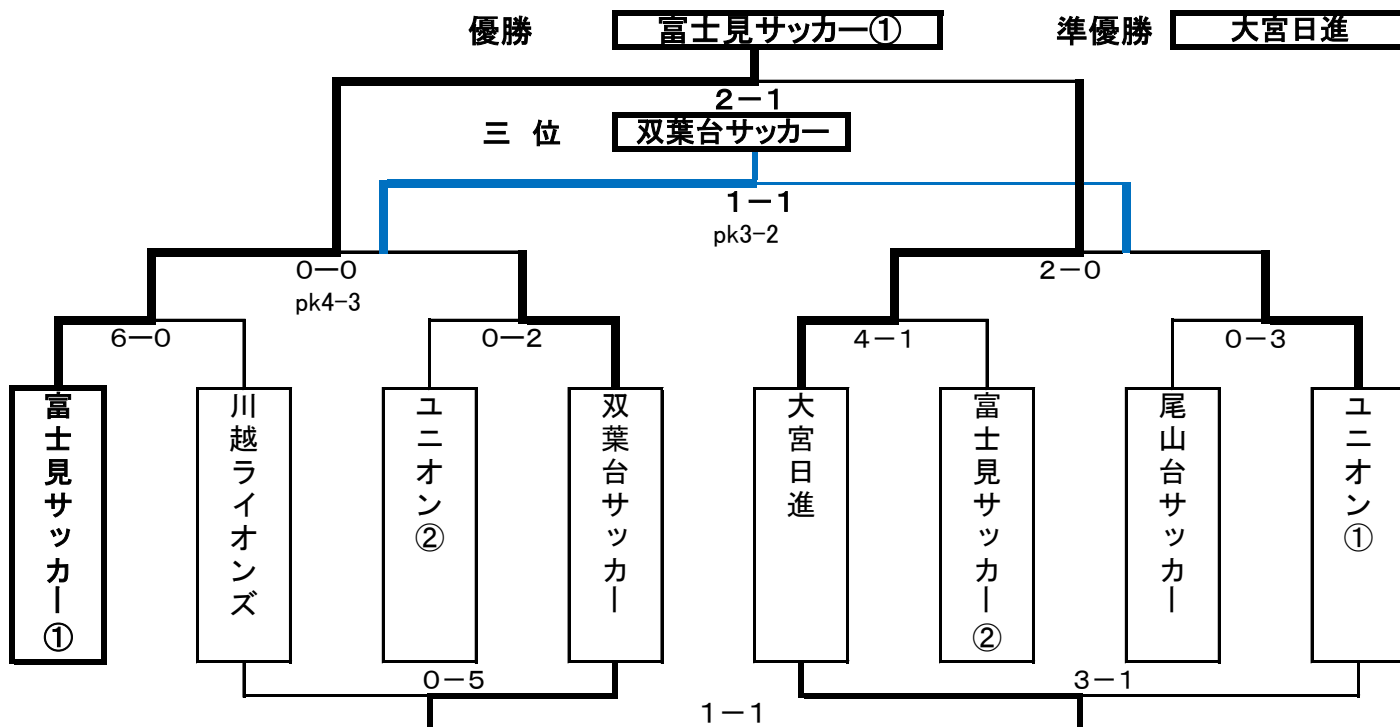 優勝 富士見サッカー① 準優勝 大宮日進
2－1
三 位 双葉台サッカー
1－1
pk3-2
0－0 2－0
pk4-3
6－0 0－2 4－1 0－3
富士見サッカー①
川越ライオンズ
ユニオン②
双葉台サッカー
大宮日進
富士見サッカー②
尾山台サッカー
ユニオン①
0－5 3－1
1－1